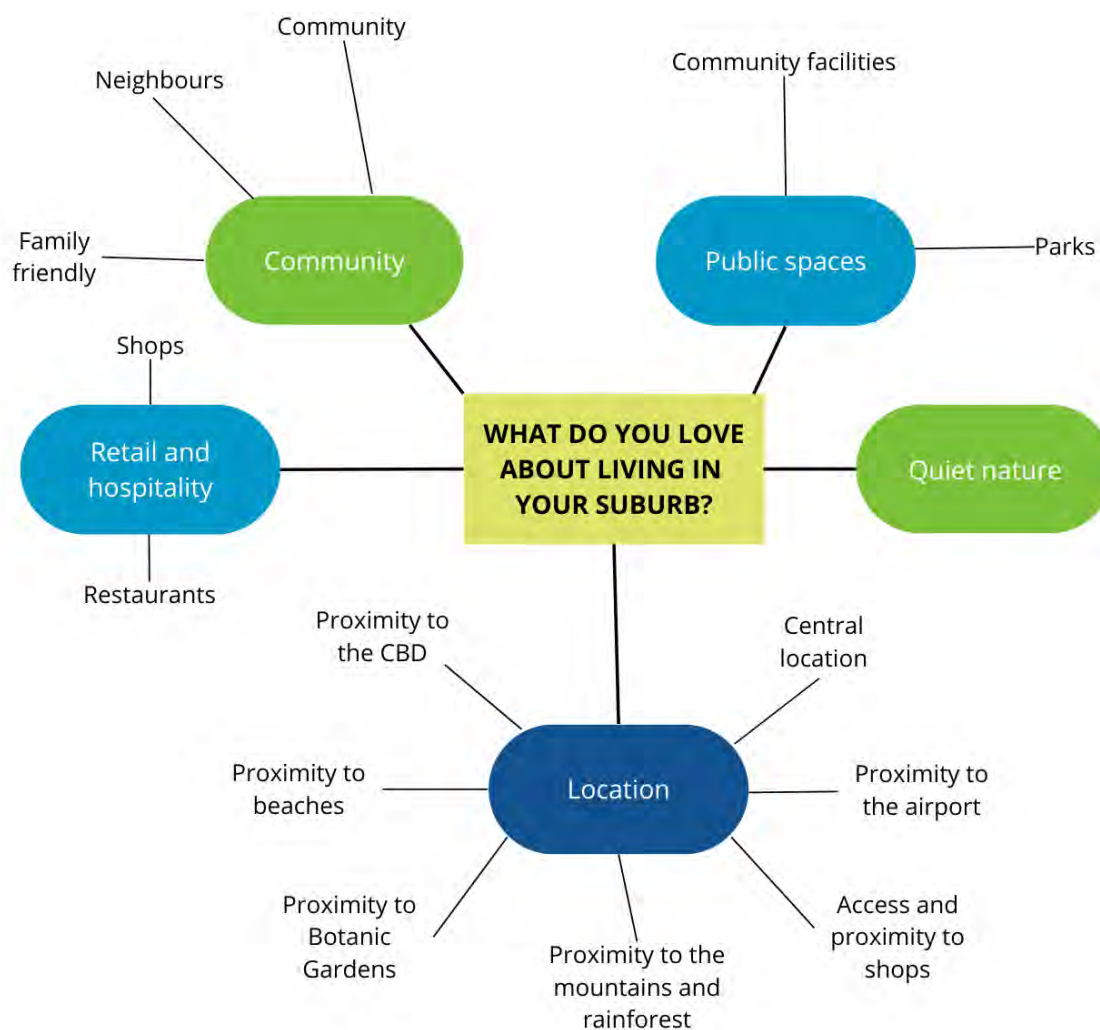 Community
Neighbours
Community facilities
Family
friendly
Community
Public spaces
Parks
Shops
Retail and
hospitality
WHAT DO YOU LOVE
ABOUT LIVING IN
YOUR SUBURB?
Quiet nature
Restaurants
Proximity to
the CBD
Central
location
Proximity to
beaches
Location
Proximity to
the airport
Proximity to
Botanic
Gardens
Proximity to the
mountains and
rainforest
Access and
proximity to
shops